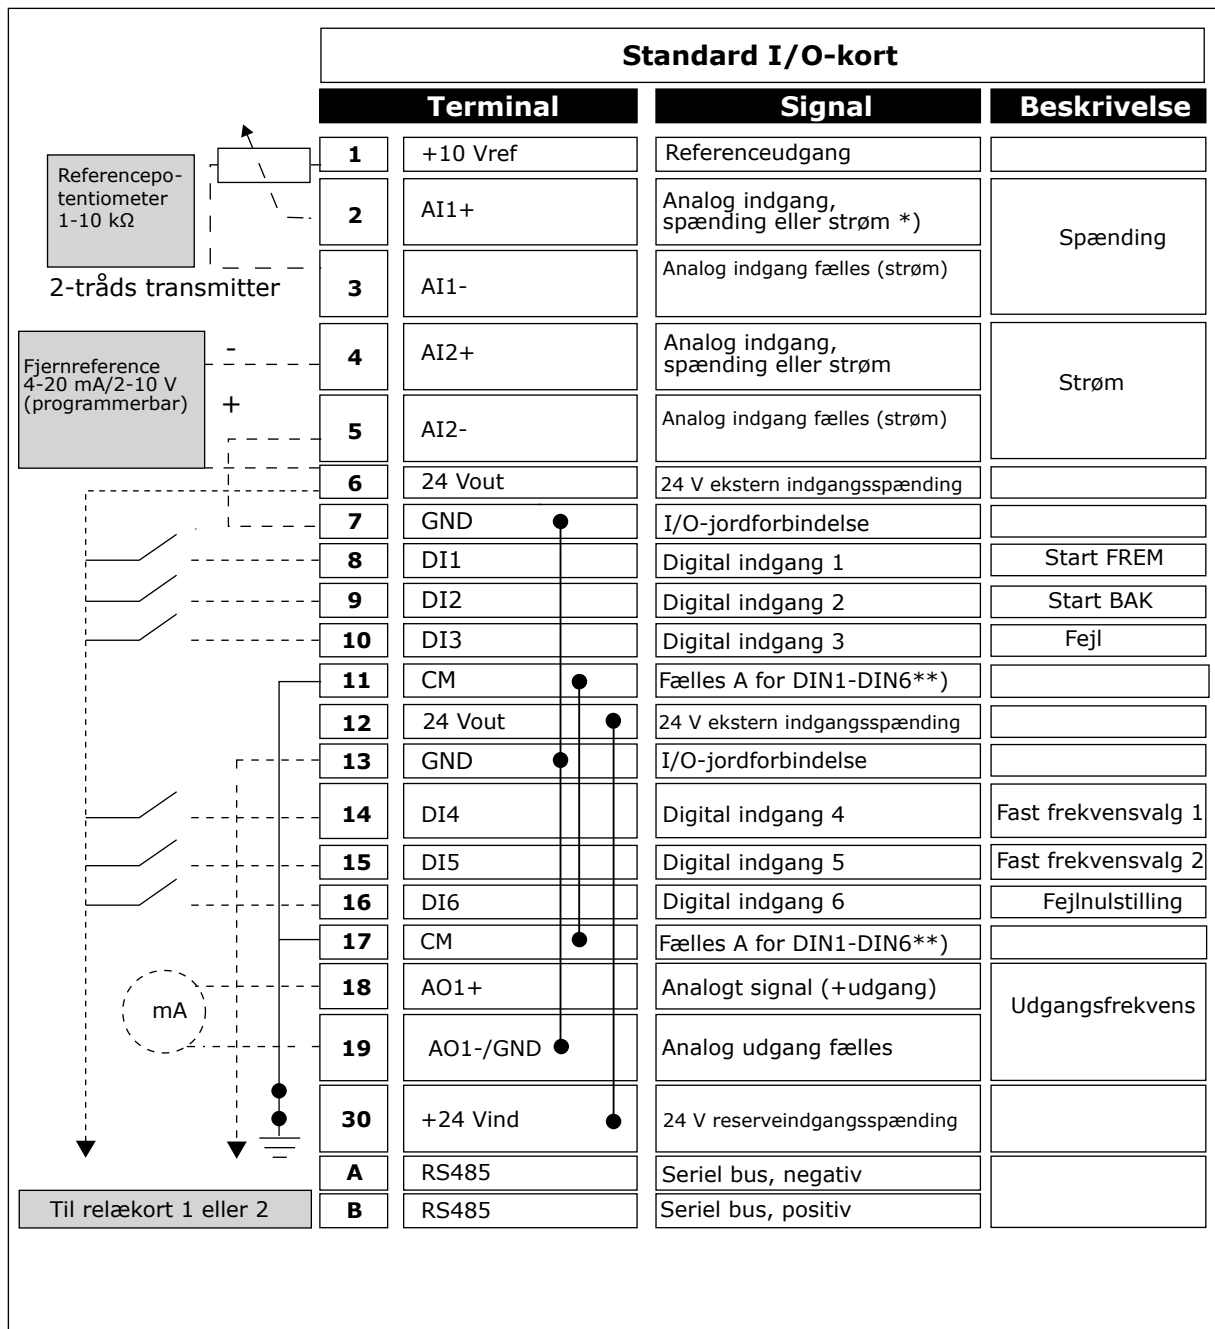 Standard I/O-kort
Terminal Signal Beskrivelse
1 +10 Vref Referenceudgang
Referencepo-
tentiometer
1-10 kΩ
2 AI1+ Analog indgang,
spænding eller strøm *)
Spænding
3 AI1- Analog indgang fælles (strøm)
2-tråds transmitter
Fjernreference
4-20 mA/2-10 V
(programmerbar)
-
+
4 AI2+ Analog indgang,
spænding eller strøm
Strøm
5 AI2- Analog indgang fælles (strøm)
6 24 Vout 24 V ekstern indgangsspænding
7 GND I/O-jordforbindelse
8 DI1 Digital indgang 1 Start FREM
9 DI2 Digital indgang 2 Start BAK
10 DI3 Digital indgang 3 Fejl
11 CM Fælles A for DIN1-DIN6**)
12 24 Vout 24 V ekstern indgangsspænding
13 GND I/O-jordforbindelse
14 DI4 Digital indgang 4 Fast frekvensvalg 1
15 DI5 Digital indgang 5 Fast frekvensvalg 2
16 DI6 Digital indgang 6 Fejlnulstilling
17 CM Fælles A for DIN1-DIN6**)
18 AO1+ Analogt signal (+udgang)
mA
Udgangsfrekvens
19 AO1-/GND Analog udgang fælles
30 +24 Vind 24 V reserveindgangsspænding
A RS485 Seriel bus, negativ
Til relækort 1 eller 2
B RS485 Seriel bus, positiv